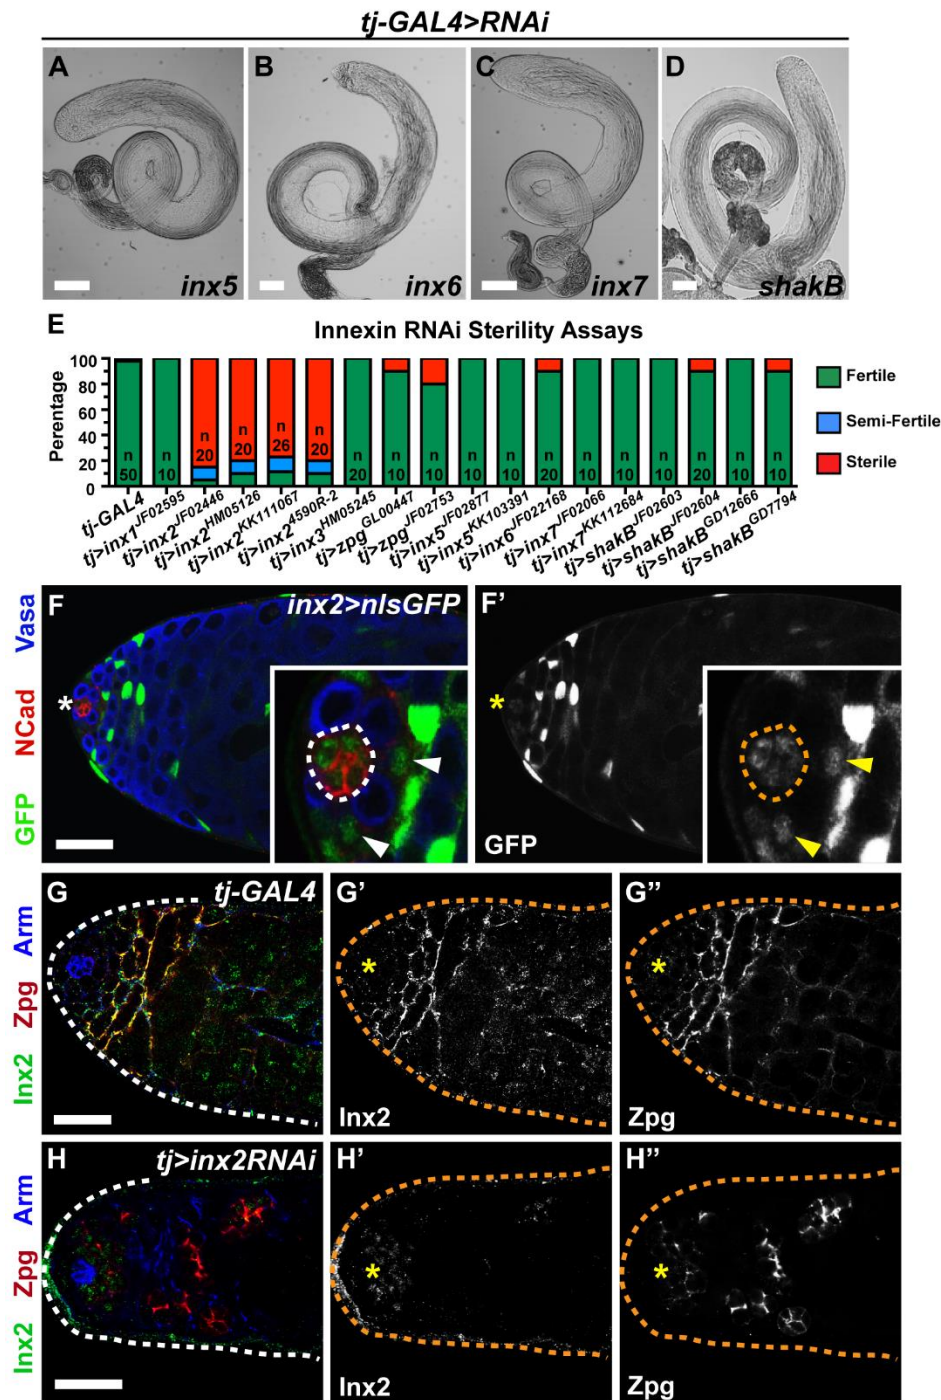 tj-GAL4>RNAi
A
B
C
D
inx5
inx6
inx7
shakB
E
Innexin RNAi Sterility Assays
Perentage
100
80
60
40
20
0
n
50
n
10
n
20
n
20
n
26
n
20
n
20
n
10
n
10
n
10
n
10
n
20
n
10
n
10
n
10
n
20
n
10
n
10
Fertile
Semi-Fertile
Sterile
tj-GAL4
tj>inx1JF02595
tj>inx2JF02446
tj>inx2HM05126
tj>inx2KK111067
tj>inx24590R-2
tj>inx3HM05245
tj>zpgGL00447
tj>zpgJF02753
tj>inx5JF02877
tj>inx5KK103391
tj>inx6JF022168
tj>inx7JF02066
tj>inx7KK112684
tj>shakBJF02603
tj>shakBJF02604
tj>shakBGD12666
tj>shakBGD7794
GFP NCad Vasa
F
inx2>nlsGFP
*
F'
*
GFP
Inx2 Zpg Arm
G
tj-GAL4
G'
*
Inx2
G''
*
Zpg
Inx2 Zpg Arm
H
tj>inx2RNAi
H'
*
Inx2
H''
*
Zpg